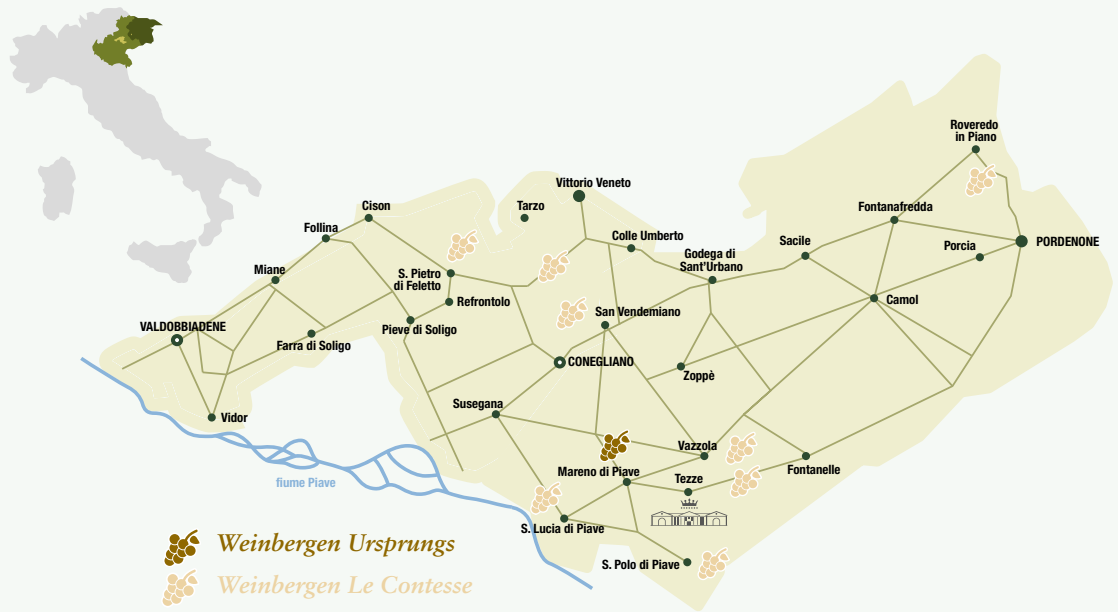 Roveredo
in Piano
Vittorio Veneto
Cison
Tarzo
Fontanafredda
Follina
Colle Umberto
Sacile
Porcia
PORDENONE
Godega di
Sant'Urbano
Miane
S. Pietro
di Feletto
Refrontolo
Camol
San Vendemiano
VALDOBBIADENE
Pieve di Soligo
Farra di Soligo
CONEGLIANO
Zoppè
Susegana
Vidor
Vazzola
Mareno di Piave
Tezze
Fontanelle
fiume Piave
S. Lucia di Piave
S. Polo di Piave
Weinbergen Ursprungs
Weinbergen Le Contesse